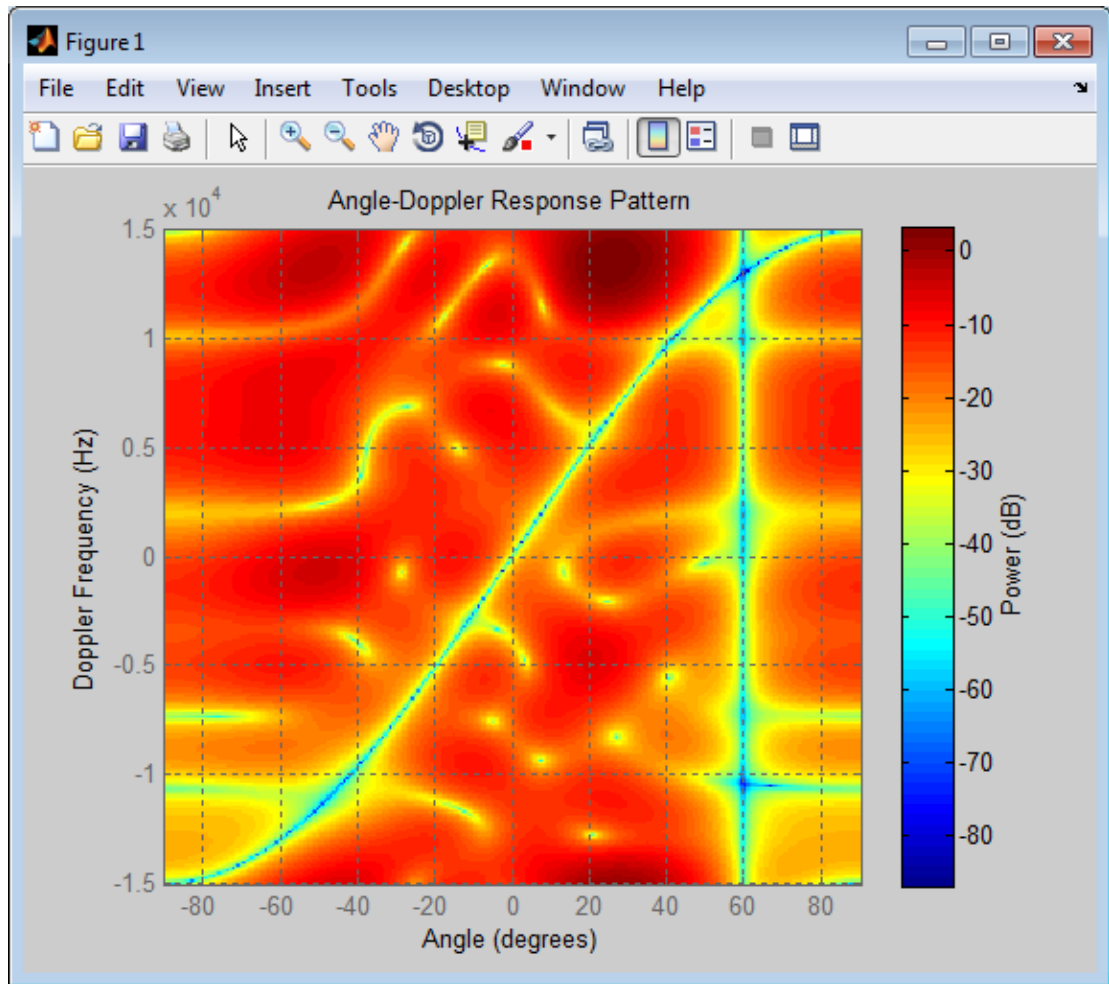 Figure 1
File Edit View Insert Tools Desktop Window Help
x 10^4
Angle-Doppler Response Pattern
1.5
1
0.5
0
-0.5
-1
-1.5
Doppler Frequency (Hz)
-80 -60 -40 -20 0 20 40 60 80
Angle (degrees)
0
-10
-20
-30
-40
-50
-60
-70
-80
Power (dB)